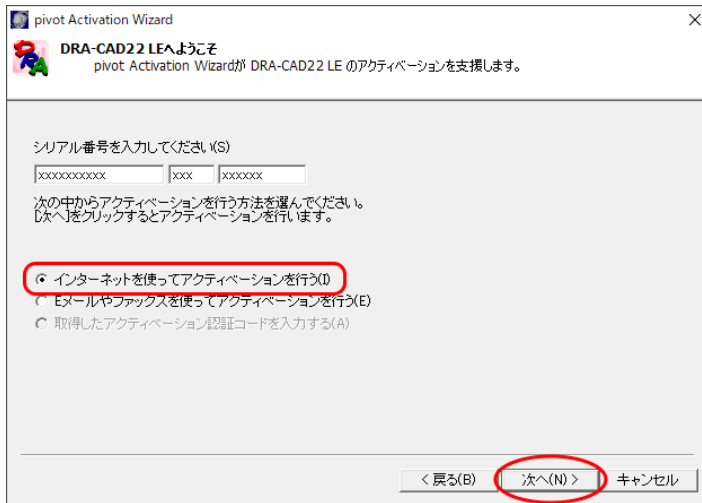 pivot Activation Wizard
DRA-CAD22 LEへようこそ
pivot Activation Wizardが DRA-CAD22 LE のアクティベーションを支援します。
DRA
シリアル番号を入力してください(S)
xxxxxxxxxx xxx xxxxxx
次の中からアクティベーションを行う方法を選んでください。
[次へ]をクリックするとアクティベーションを行います。
インターネットを使ってアクティベーションを行う(I)
Eメールやファックスを使ってアクティベーションを行う(E)
取得したアクティベーション認証コードを入力する(A)
< 戻る(B) 次へ(N) > キャンセル